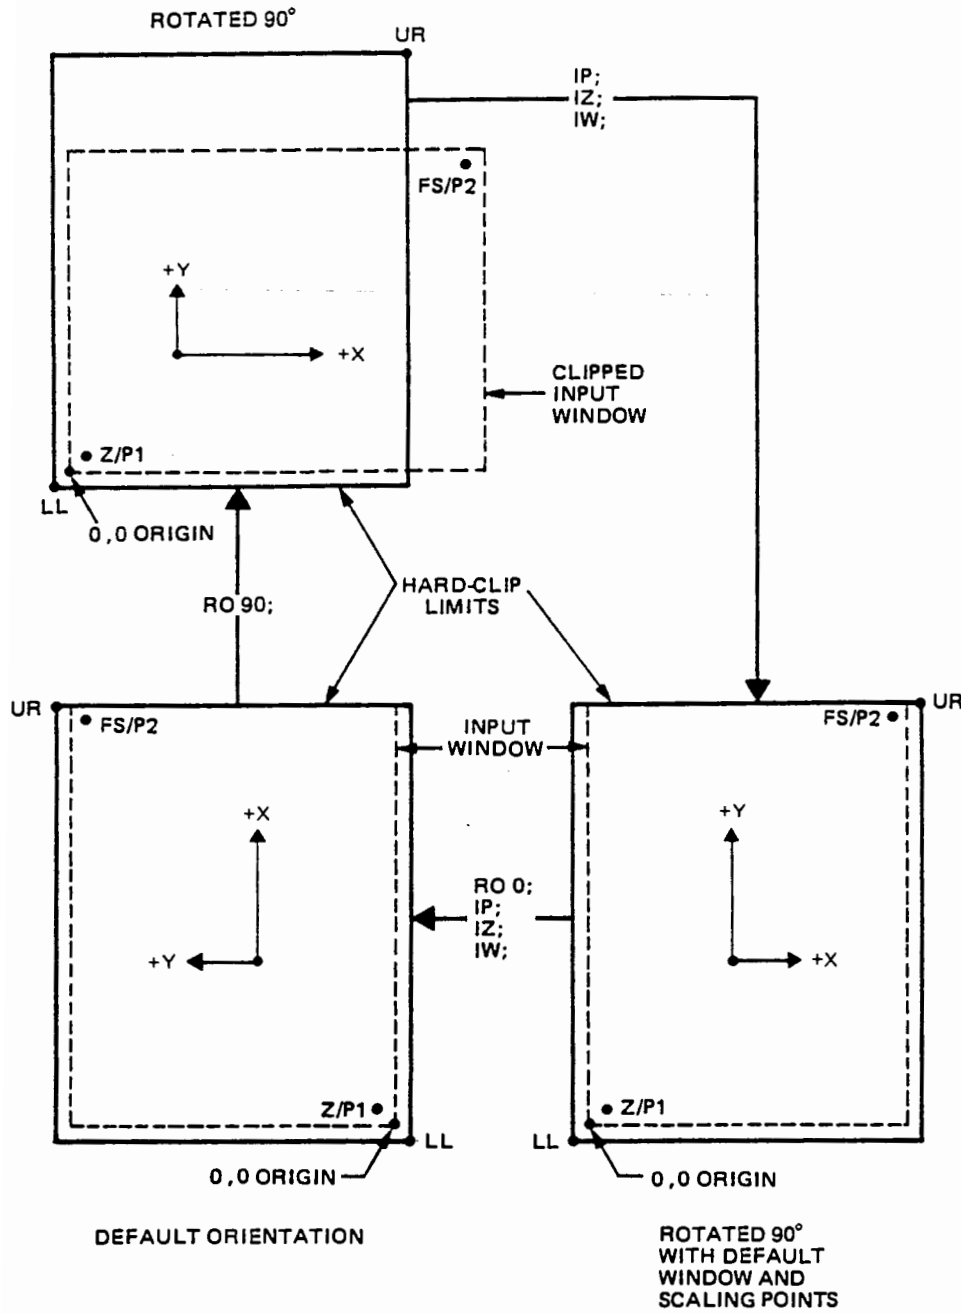 ROTATED 90°
UR
IP;
IZ;
IW;
FS/P2
+Y
+X
CLIPPED
INPUT
WINDOW
Z/P1
LL
0,0 ORIGIN
HARD-CLIP
LIMITS
RO 90;
UR
FS/P2
INPUT
WINDOW
FS/P2
UR
+X
+Y
+Y
+X
RO 0;
IP;
IZ;
IW;
Z/P1
LL
0,0 ORIGIN
Z/P1
LL
0,0 ORIGIN
DEFAULT ORIENTATION
ROTATED 90°
WITH DEFAULT
WINDOW AND
SCALING POINTS